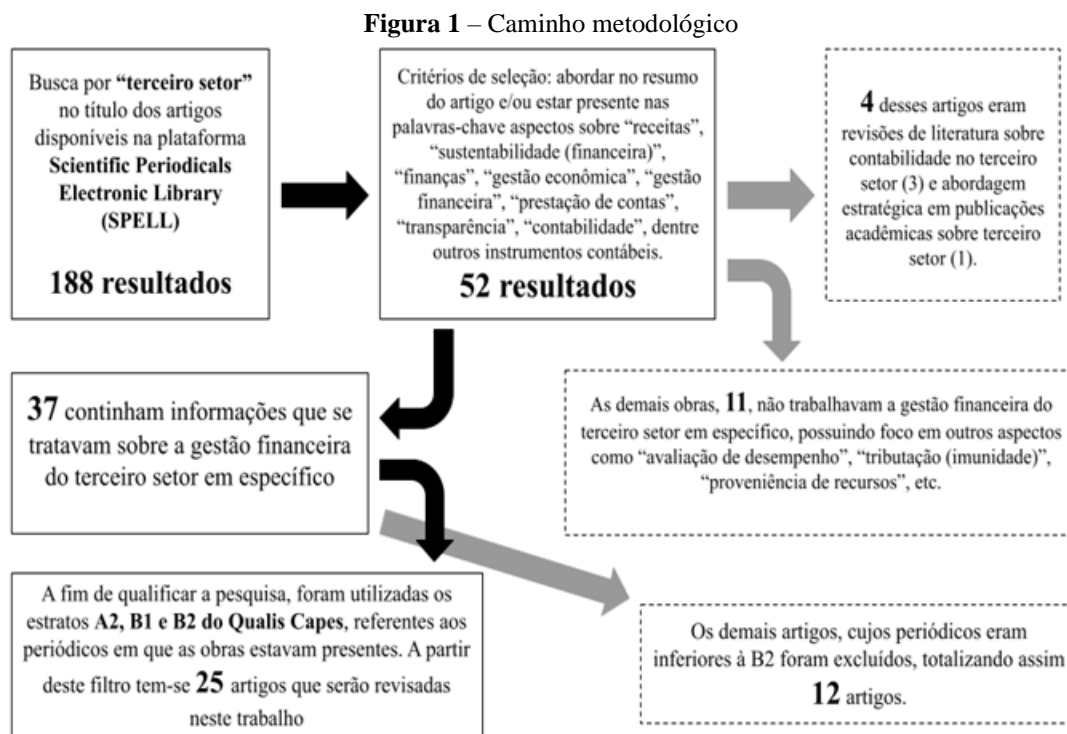 Figura 1 – Caminho metodológico
Busca por “terceiro setor”
no título dos artigos
disponíveis na plataforma
Scientific Periodicals
Electronic Library
(SPELL)
188 resultados
Critérios de seleção: abordar no resumo
do artigo e/ou estar presente nas
palavras-chave aspectos sobre “receitas”,
“sustentabilidade (financeira)”,
“finanças”, “gestão econômica”, “gestão
financeira”, “prestação de contas”,
“transparência”, “contabilidade”, dentre
outros instrumentos contábeis.
52 resultados
4 desses artigos eram
revisões de literatura sobre
contabilidade no terceiro
setor (3) e abordagem
estratégica em publicações
acadêmicas sobre terceiro
setor (1).
37 continham informações que se
tratavam sobre a gestão financeira
do terceiro setor em específico
As demais obras, 11, não trabalhavam a gestão financeira do
terceiro setor em específico, possuindo foco em outros aspectos
como “avaliação de desempenho”, “tributação (imunidade)”,
“proveniência de recursos”, etc.
A fim de qualificar a pesquisa, foram utilizadas os
estratos A2, B1 e B2 do Qualis Capes, referentes aos
periódicos em que as obras estavam presentes. A partir
deste filtro tem-se 25 artigos que serão revisadas
neste trabalho
Os demais artigos, cujos periódicos eram
inferiores à B2 foram excluídos, totalizando assim
12 artigos.